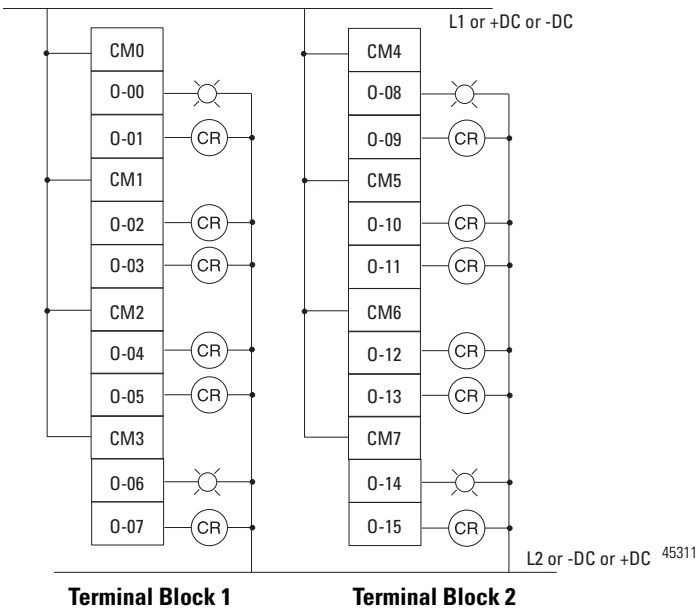 L1 or +DC or -DC
CM0
O-00
O-01
CR
CM1
O-02
CR
O-03
CR
CM2
O-04
CR
O-05
CR
CM3
O-06
O-07
CR
CM4
O-08
O-09
CR
CM5
O-10
CR
O-11
CR
CM6
O-12
CR
O-13
CR
CM7
O-14
O-15
CR
L2 or -DC or +DC
45311
Terminal Block 1
Terminal Block 2